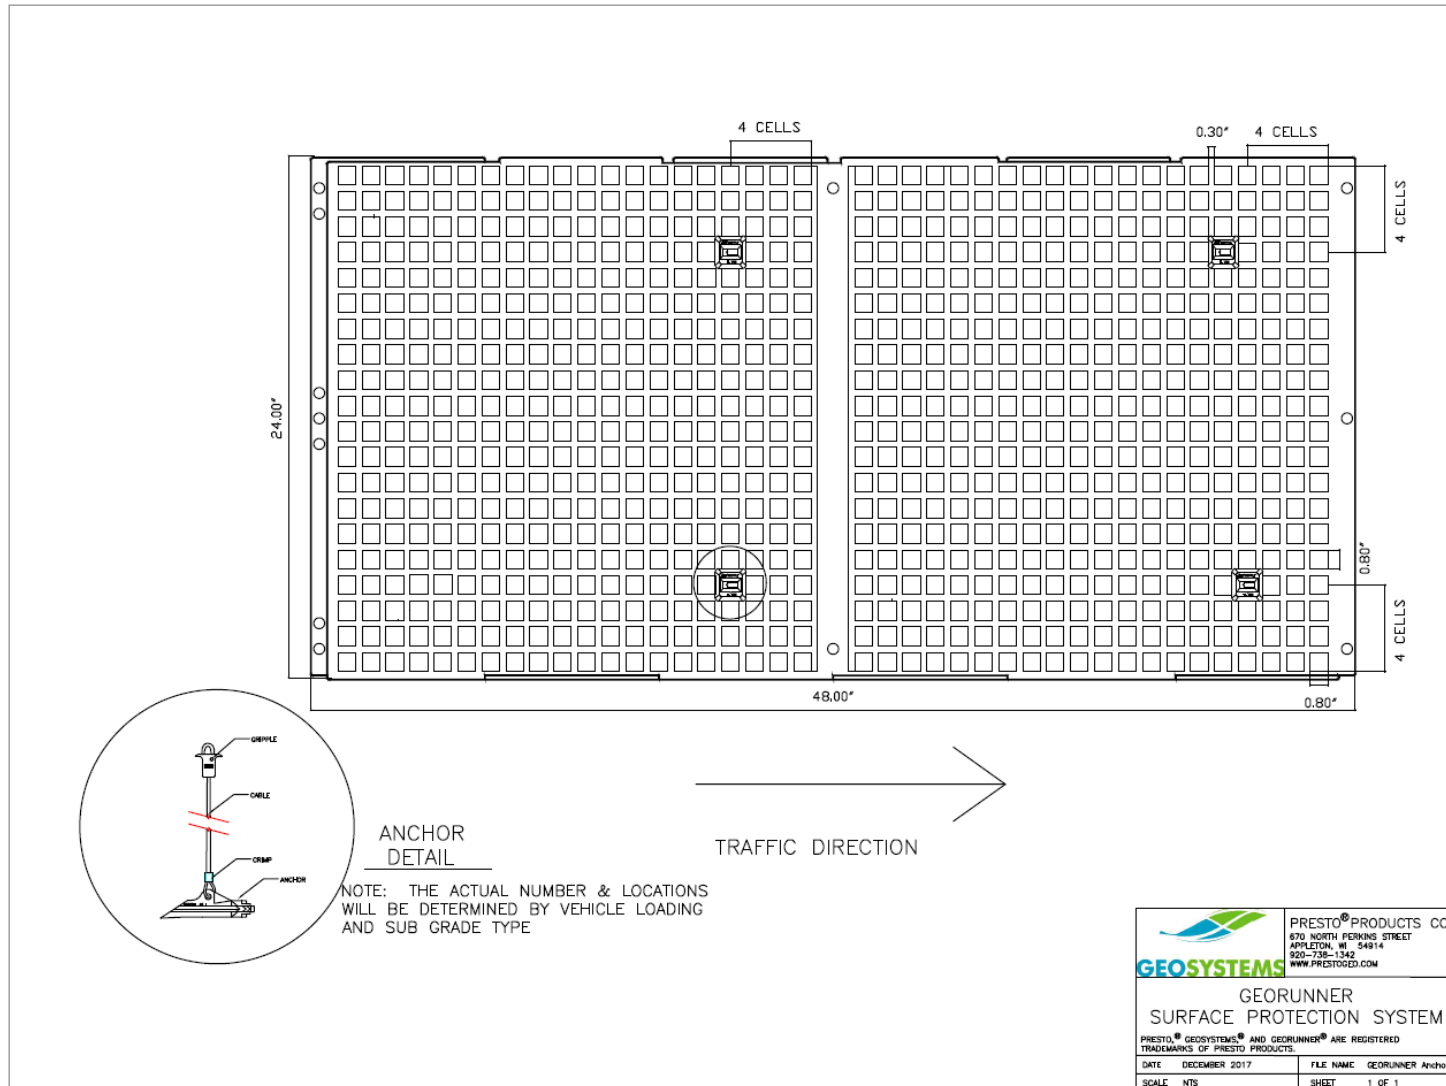 4 CELLS
0.30"
4 CELLS
4 CELLS
24.00"
0.80"
4 CELLS
48.00"
0.80"
GRIPPLE
CABLE
CRIMP
ANCHOR
ANCHOR
DETAIL
TRAFFIC DIRECTION
NOTE: THE ACTUAL NUMBER & LOCATIONS
WILL BE DETERMINED BY VEHICLE LOADING
AND SUB GRADE TYPE
GEOSYSTEMS
PRESTO® PRODUCTS CO
670 NORTH PERKINS STREET
APPLETON, WI 54914
920-738-1342
WWW.PRESTOGEO.COM
GEORUNNER
SURFACE PROTECTION SYSTEM
PRESTO,® GEOSYSTEMS,® AND GEORUNNER® ARE REGISTERED
TRADEMARKS OF PRESTO PRODUCTS.
DATE DECEMBER 2017 FILE NAME GEORUNNER Ancho
SCALE NTS SHEET 1 OF 1